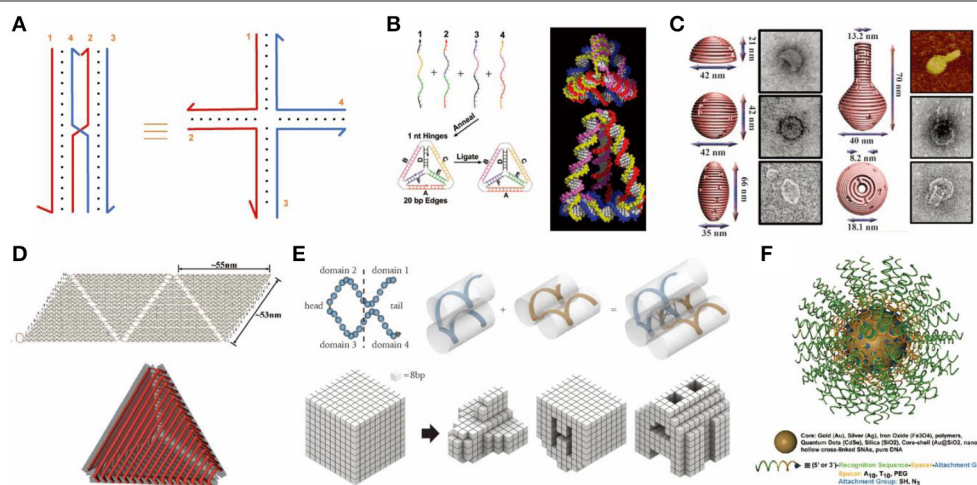 A
1 4 2 3
1
4
2
3
B
1 2 3 4
+ + +
Anneal
1 nt Hinges
Ligate
B C
D
F E
A
B C
D
F E
A
20 bp Edges
C
21 nm
42 nm
42 nm
42 nm
66 nm
35 nm
13.2 nm
70 nm
40 nm
8.2 nm
18.1 nm
D
~55nm
~53nm
E
domain 2 domain 1
head tail
domain 3 domain 4
+ =
=8bp
F
Core: Gold (Au), Silver (Ag), Iron Oxide (Fe3O4), polymers,
Quantum Dots (CdSe), Silica (SiO2), Core-shell (Au@SiO2, nano
hollow cross-linked SNAs, pure DNA
≡ (5' or 3')-Recognition Sequence-Spacer-Attachment G
Spacer: A10, T10, PEG
Attachment Group: SH, N3